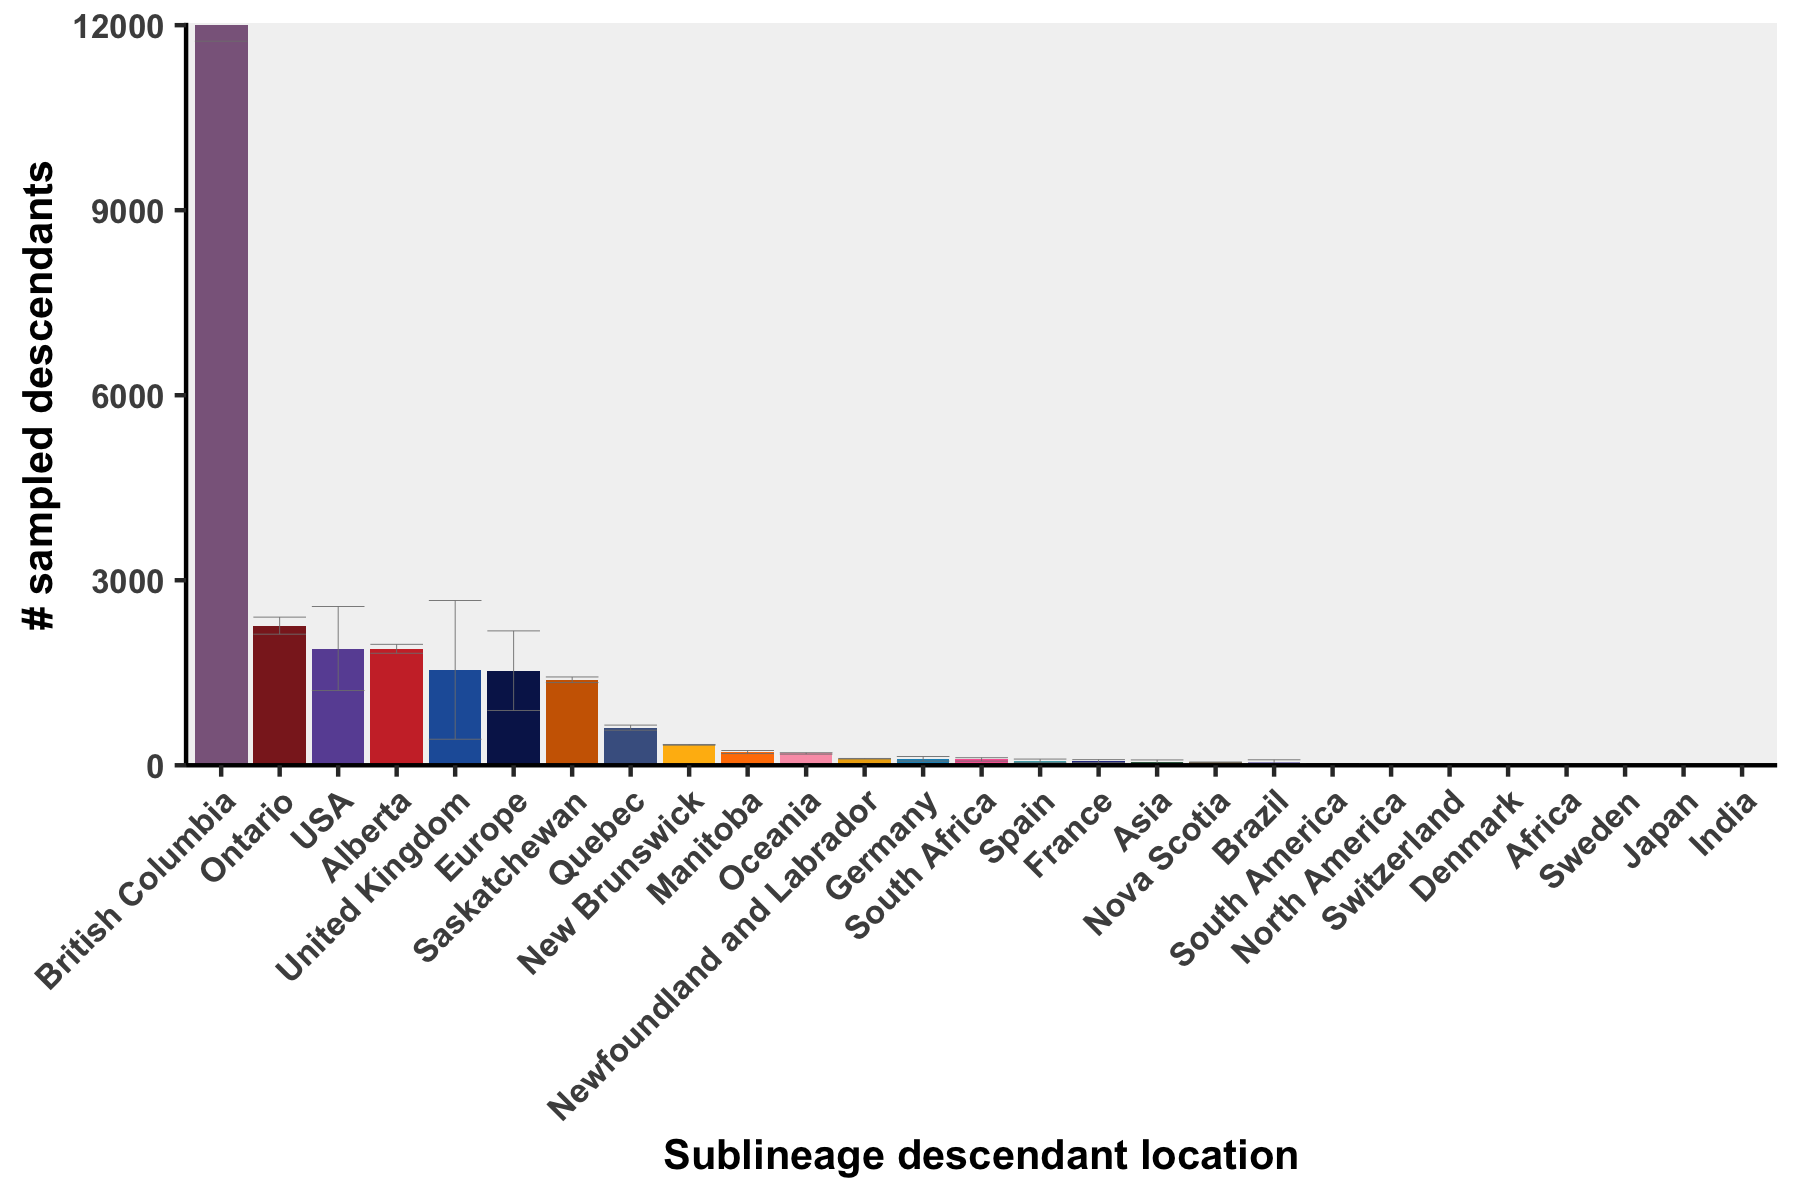 # sampled descendants
12000
9000
6000
3000
0
British Columbia
Ontario
USA
Alberta
United Kingdom
Europe
Saskatchewan
Quebec
New Brunswick
Manitoba
Oceania
Newfoundland and Labrador
Germany
South Africa
Spain
France
Asia
Nova Scotia
Brazil
South America
North America
Switzerland
Denmark
Africa
Sweden
Japan
India
Sublineage descendant location